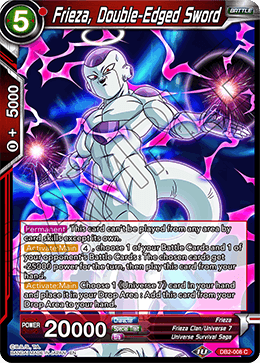 Frieza, Double-Edged Sword
BATTLE
5
+ 5000
Permanent This card can't be played from any area by
card skills except its own.
Activate:Main 4, choose 1 of your Battle Cards and 1 of
your opponent's Battle Cards : The chosen cards get
-25000 power for the turn, then play this card from your
hand.
Activate:Main Choose 1 《Universe 7》 card in your hand
and place it in your Drop Area : Add this card from your
Drop Area to your hand.
POWER 20000
Frieza
Frieza Clan/Universe 7
Universe Survival Saga
DB2-008 C